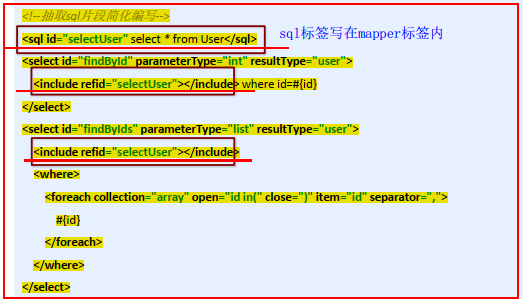 <!--抽取sql片段简化编写-->
<sql id="selectUser" select * from User</sql>
sql标签写在mapper标签内
<select id="findById" parameterType="int" resultType="user">
<include refid="selectUser"></include> where id=#{id}
</select>
<select id="findByIds" parameterType="list" resultType="user">
<include refid="selectUser"></include>
<where>
<foreach collection="array" open="id in(" close=")" item="id" separator=",">
#{id}
</foreach>
</where>
</select>